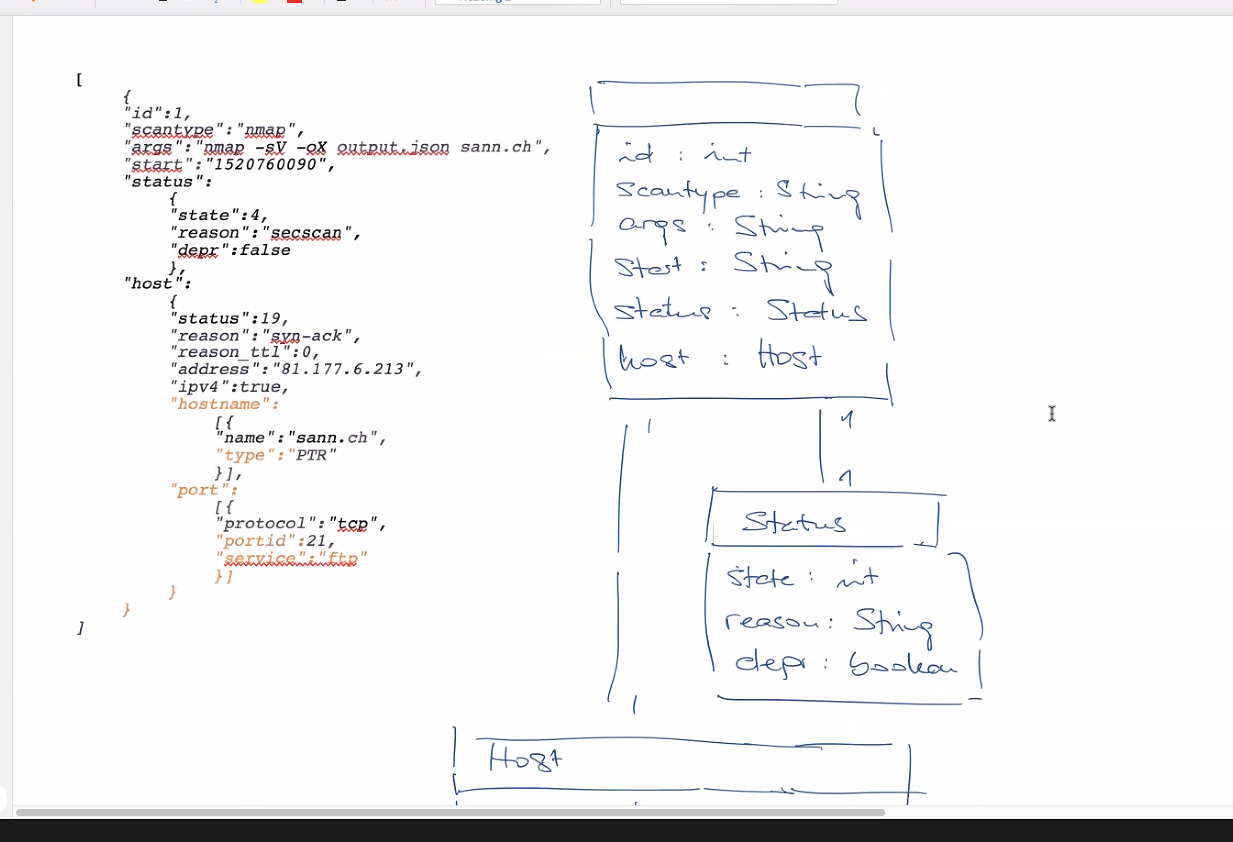 [
{
"id":1,
"scantype":"nmap",
"args":"nmap -sV -oX output.json sann.ch",
"start":"1520760090",
"status":
{
"state":4,
"reason":"secscan",
"depr":false
},
"host":
{
"status":19,
"reason":"syn-ack",
"reason_ttl":0,
"address":"81.177.6.213",
"ipv4":true,
"hostname":
[{
"name":"sann.ch",
"type":"PTR"
}],
"port":
[{
"protocol":"tcp",
"portid":21,
"service":"ftp"
}]
}
}
]
id : int
scantype : String
args : String
Stest : String
status : Status
host : Host
1
1
1
Status
state : int
reason : String
depr : boolean
1
Host